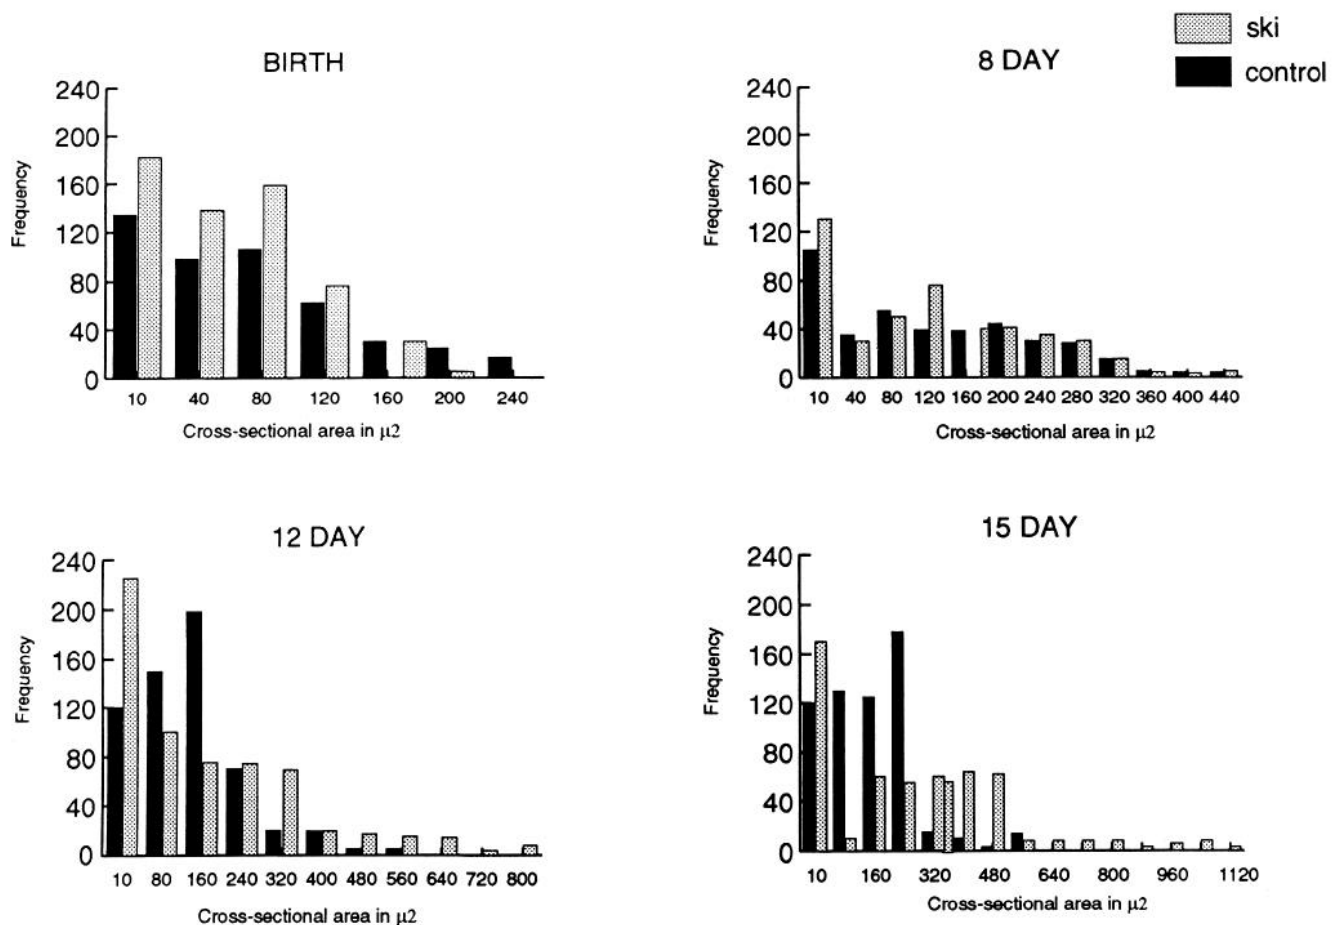 ski
control
BIRTH
240
200
160
120
80
40
0
Frequency
10 40 80 120 160 200 240
Cross-sectional area in μ2
8 DAY
240
200
160
120
80
40
0
Frequency
10 40 80 120 160 200 240 280 320 360 400 440
Cross-sectional area in μ2
12 DAY
240
200
160
120
80
40
0
Frequency
10 80 160 240 320 400 480 560 640 720 800
Cross-sectional area in μ2
15 DAY
240
200
160
120
80
40
0
Frequency
10 160 320 480 640 800 960 1120
Cross-sectional area in μ2